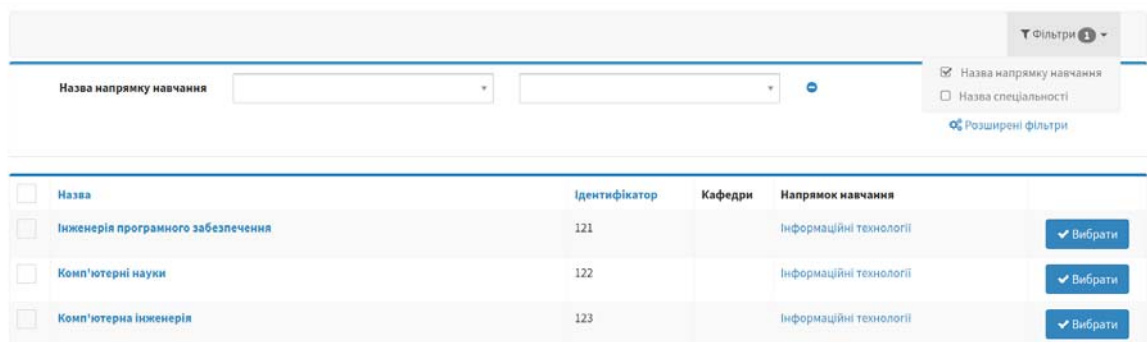 Фільтри 1
Назва напрямку навчання
Назва напрямку навчання
Назва спеціальності
Розширені фільтри
Назва Ідентифікатор Кафедри Напрямок навчання
Інженерія програмного забезпечення 121 Інформаційні технології Вибрати
Комп'ютерні науки 122 Інформаційні технології Вибрати
Комп'ютерна інженерія 123 Інформаційні технології Вибрати